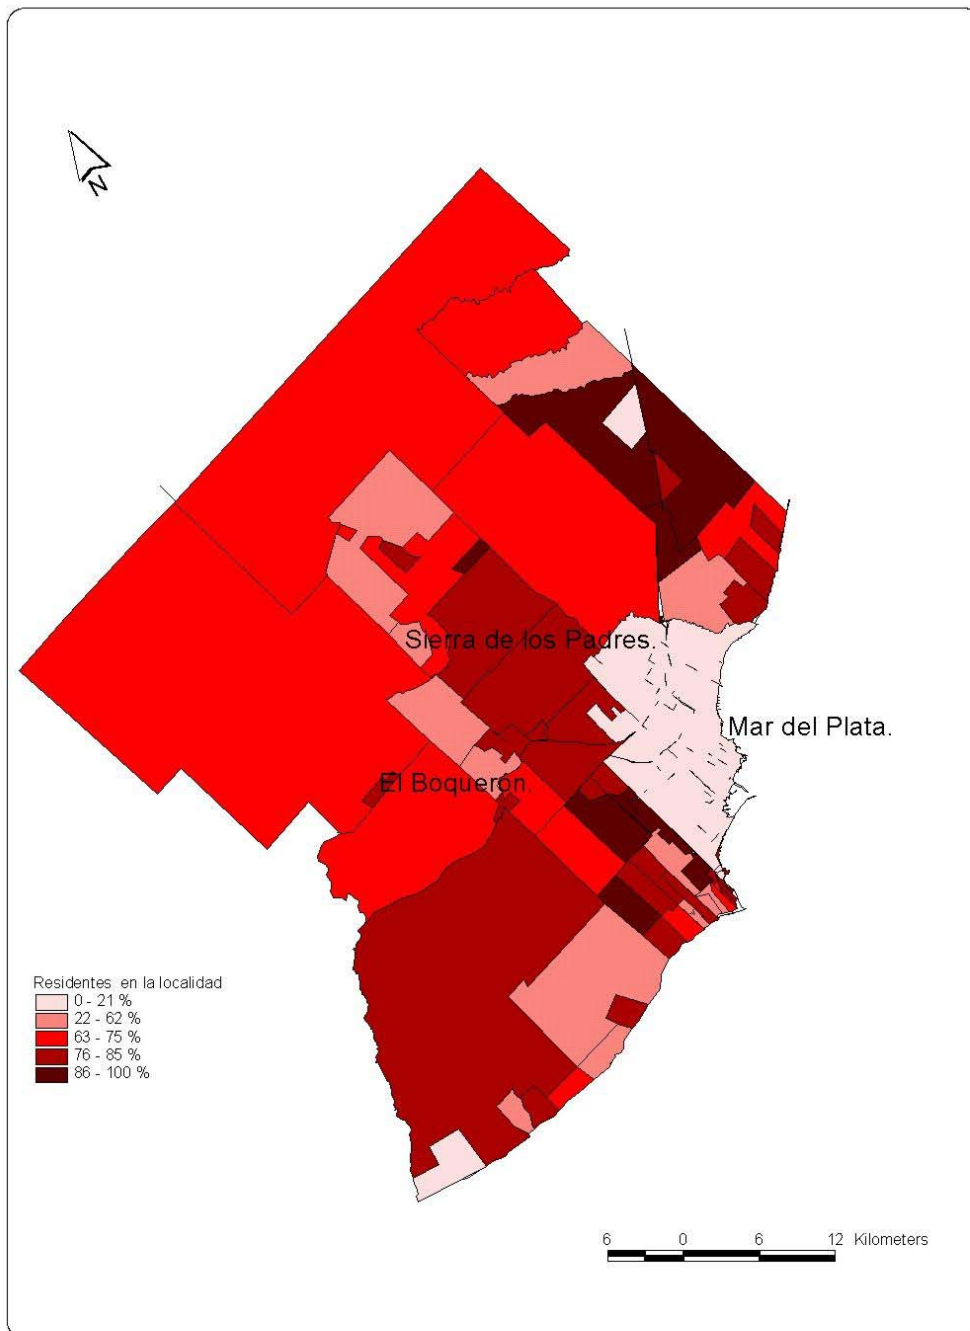 N
Sierra de los Padres.
Mar del Plata.
El Boquerón.
Residentes en la localidad
0 - 21 %
22 - 62 %
63 - 75 %
76 - 85 %
86 - 100 %
6 0 6 12 Kilometers